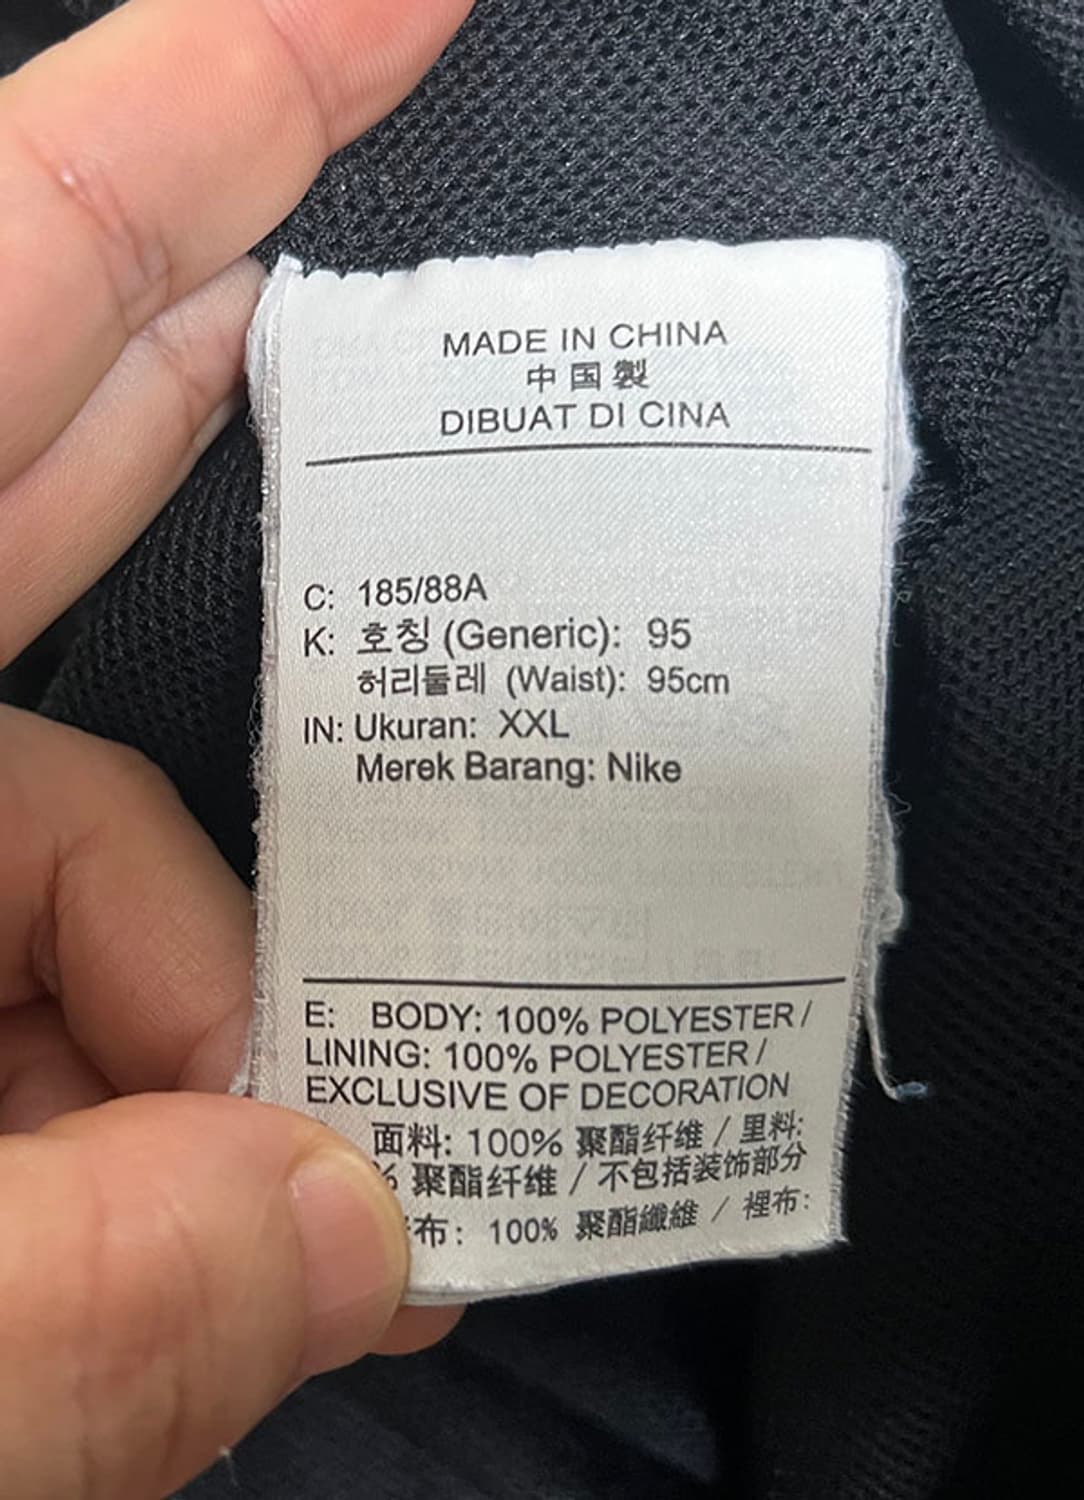 MADE IN CHINA
中国製
DIBUAT DI CINA
C: 185/88A
K: 호칭 (Generic): 95
허리둘레 (Waist): 95cm
IN: Ukuran: XXL
Merek Barang: Nike
E: BODY: 100% POLYESTER /
LINING: 100% POLYESTER /
EXCLUSIVE OF DECORATION
面料: 100% 聚酯纤维 / 里料:
% 聚酯纤维 / 不包括装饰部分
布: 100% 聚酯纖維 / 裡布: